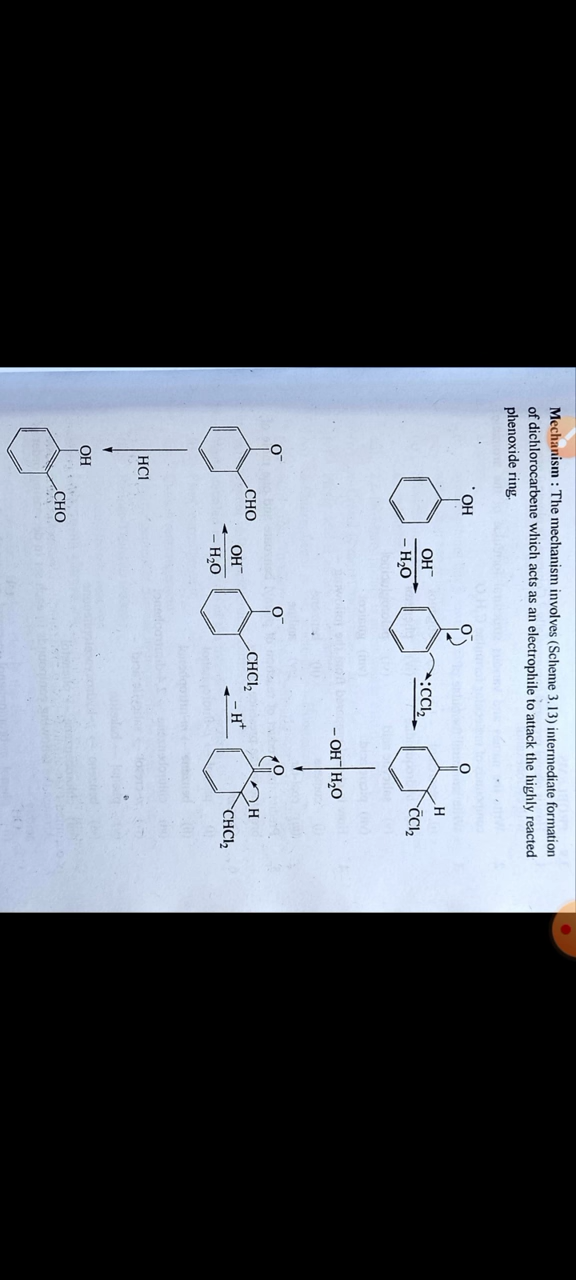 Mechanism : The mechanism involves (Scheme 3.13) intermediate formation
of dichlorocarbene which acts as an electrophile to attack the highly reacted
phenoxide ring.
OH
OH⁻
– H₂O
O⁻
:CCl₂
O
H
C̄Cl₂
– OH⁻
H₂O
O
H
CHCl₂
– H⁺
O⁻
CHCl₂
OH⁻
– H₂O
O⁻
CHO
HCl
OH
CHO